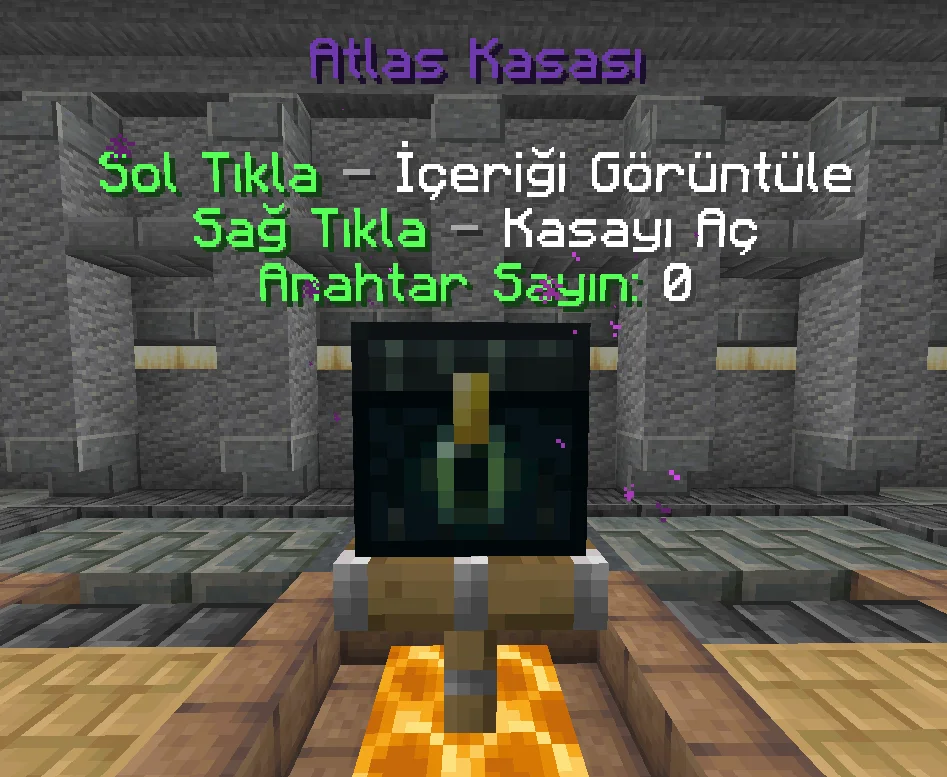 Atlas Kasası
Sol Tıkla - İçeriği Görüntüle
Sağ Tıkla - Kasayı Aç
Anahtar Sayın: 0